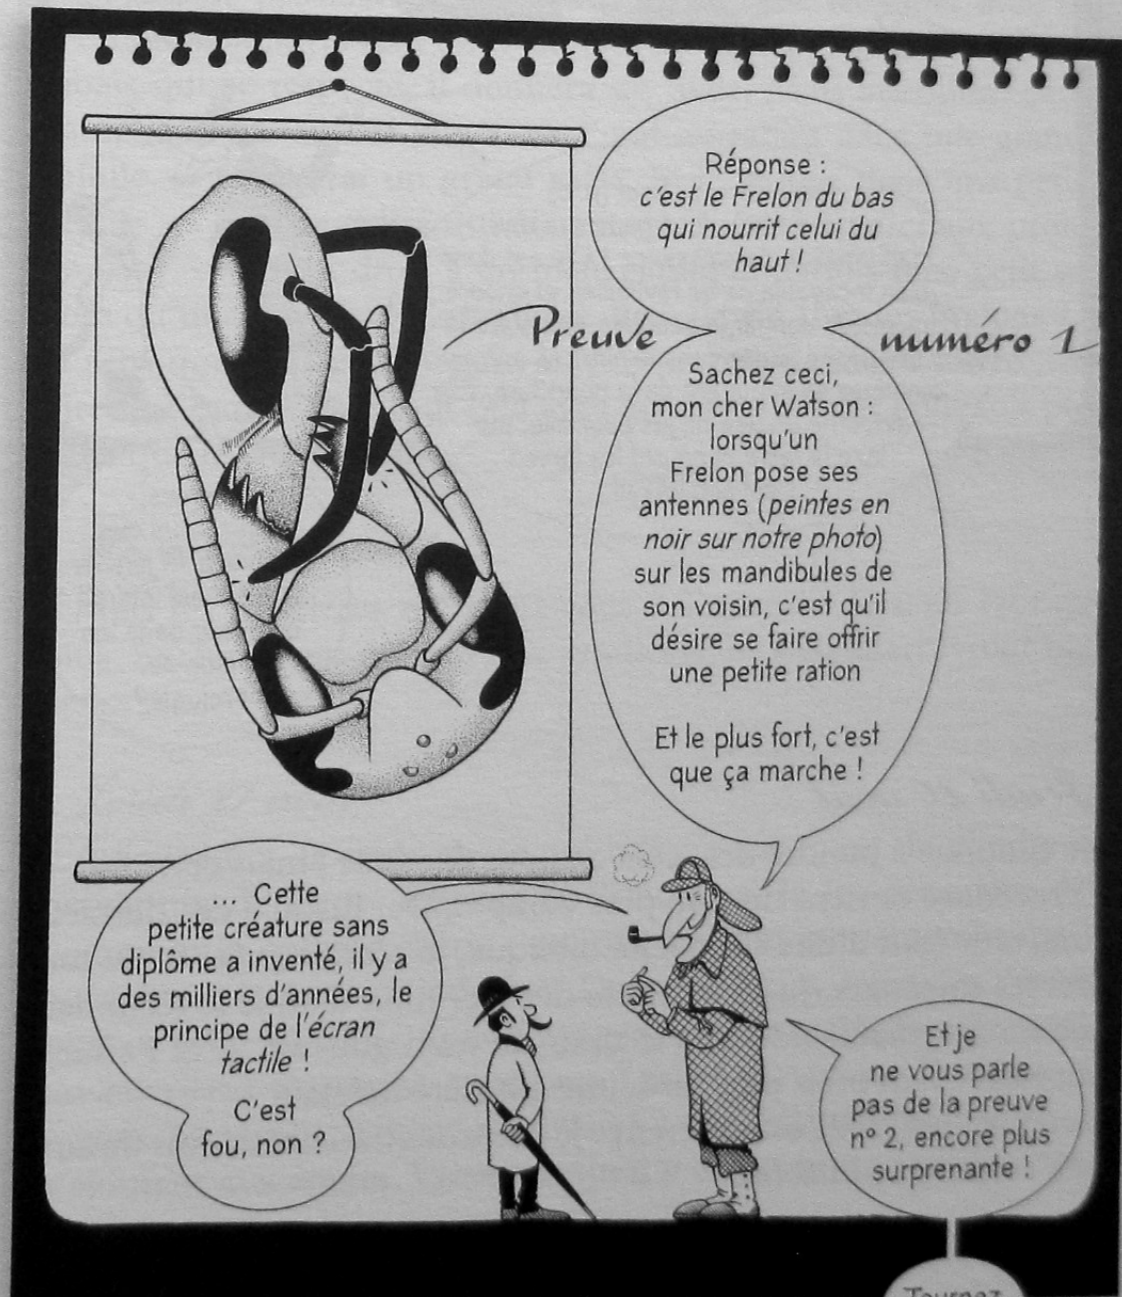 Réponse :
c'est le Frelon du bas
qui nourrit celui du
haut !
Preuve numéro 1
Sachez ceci,
mon cher Watson :
lorsqu'un
Frelon pose ses
antennes (peintes en
noir sur notre photo)
sur les mandibules de
son voisin, c'est qu'il
désire se faire offrir
une petite ration
Et le plus fort, c'est
que ça marche !
... Cette
petite créature sans
diplôme a inventé, il y a
des milliers d'années, le
principe de l'écran
tactile !
C'est
fou, non ?
Et je
ne vous parle
pas de la preuve
n° 2, encore plus
surprenante !
Tournez